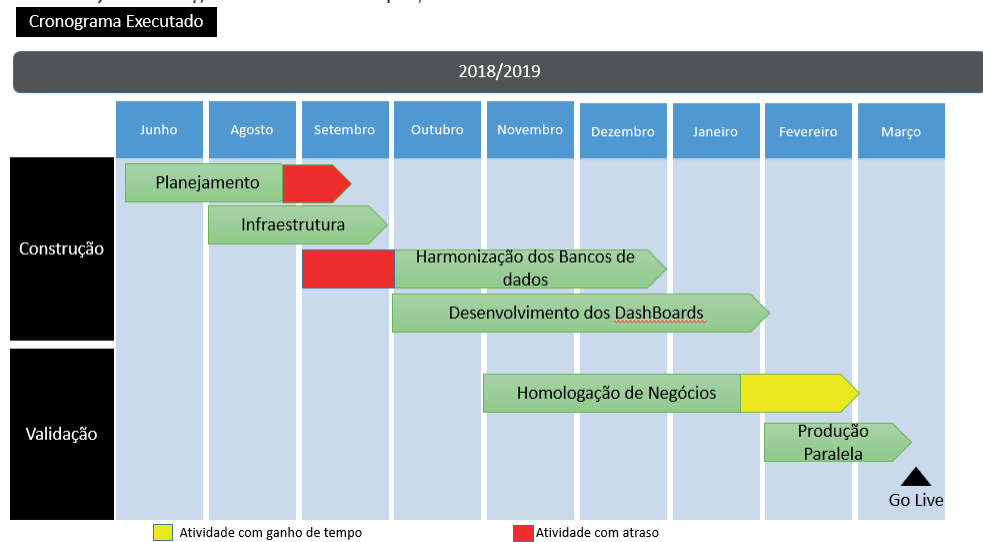 Cronograma Executado
2018/2019
Junho
Agosto
Setembro
Outubro
Novembro
Dezembro
Janeiro
Fevereiro
Março
Construção
Planejamento
Infraestrutura
Harmonização dos Bancos de
dados
Desenvolvimento dos DashBoards
Validação
Homologação de Negócios
Produção
Paralela
Go Live
Atividade com ganho de tempo
Atividade com atraso